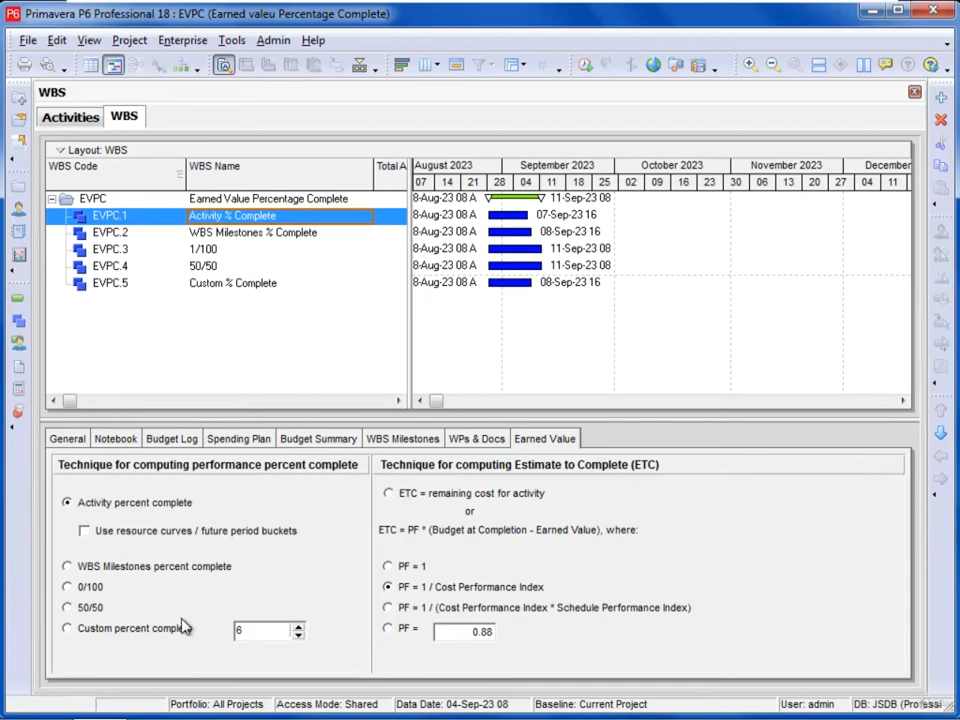 P6 Primavera P6 Professional 18 : EVPC (Earned valeu Percentage Complete)
File Edit View Project Enterprise Tools Admin Help
WBS
Activities WBS
Layout: WBS
WBS Code WBS Name Total A
August 2023 September 2023 October 2023 November 2023 December
07 14 21 28 04 11 18 25 02 09 16 23 30 06 13 20 27 04 11
EVPC Earned Value Percentage Complete 8-Aug-23 08 A 11-Sep-23 08
EVPC.1 Activity % Complete 8-Aug-23 08 A 07-Sep-23 16
EVPC.2 WBS Milestones % Complete 8-Aug-23 08 A 08-Sep-23 16
EVPC.3 1/100 8-Aug-23 08 A 11-Sep-23 08
EVPC.4 50/50 8-Aug-23 08 A 11-Sep-23 08
EVPC.5 Custom % Complete 8-Aug-23 08 A 08-Sep-23 16
General Notebook Budget Log Spending Plan Budget Summary WBS Milestones WPs & Docs Earned Value
Technique for computing performance percent complete
Activity percent complete
Use resource curves / future period buckets
WBS Milestones percent complete
0/100
50/50
Custom percent 6
Technique for computing Estimate to Complete (ETC)
ETC = remaining cost for activity
or
ETC = PF * (Budget at Completion - Earned Value), where:
PF = 1
PF = 1 / Cost Performance Index
PF = 1 / (Cost Performance Index * Schedule Performance Index)
PF = 0.88
Portfolio: All Projects Access Mode: Shared Data Date: 04-Sep-23 08 Baseline: Current Project User: admin DB: JSDB (Professi